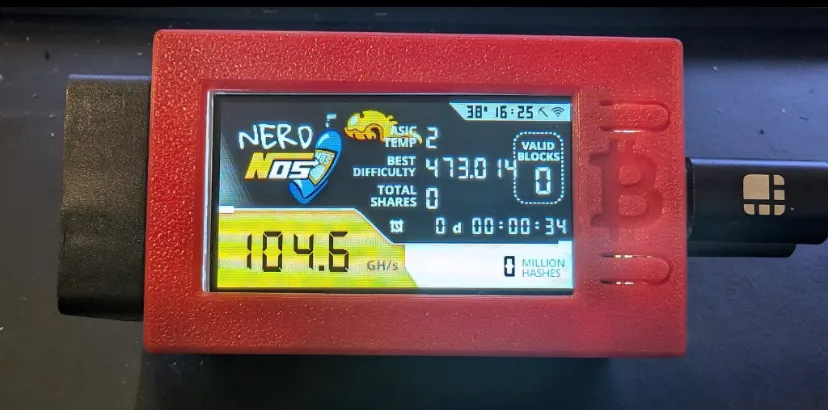 38° 16:25
NERD
NOS
ASIC
TEMP 2
BEST
DIFFICULTY 473.014
TOTAL
SHARES 0
VALID
BLOCKS
0
0 d 00:00:34
104.6 GH/s
0 MILLION
HASHES